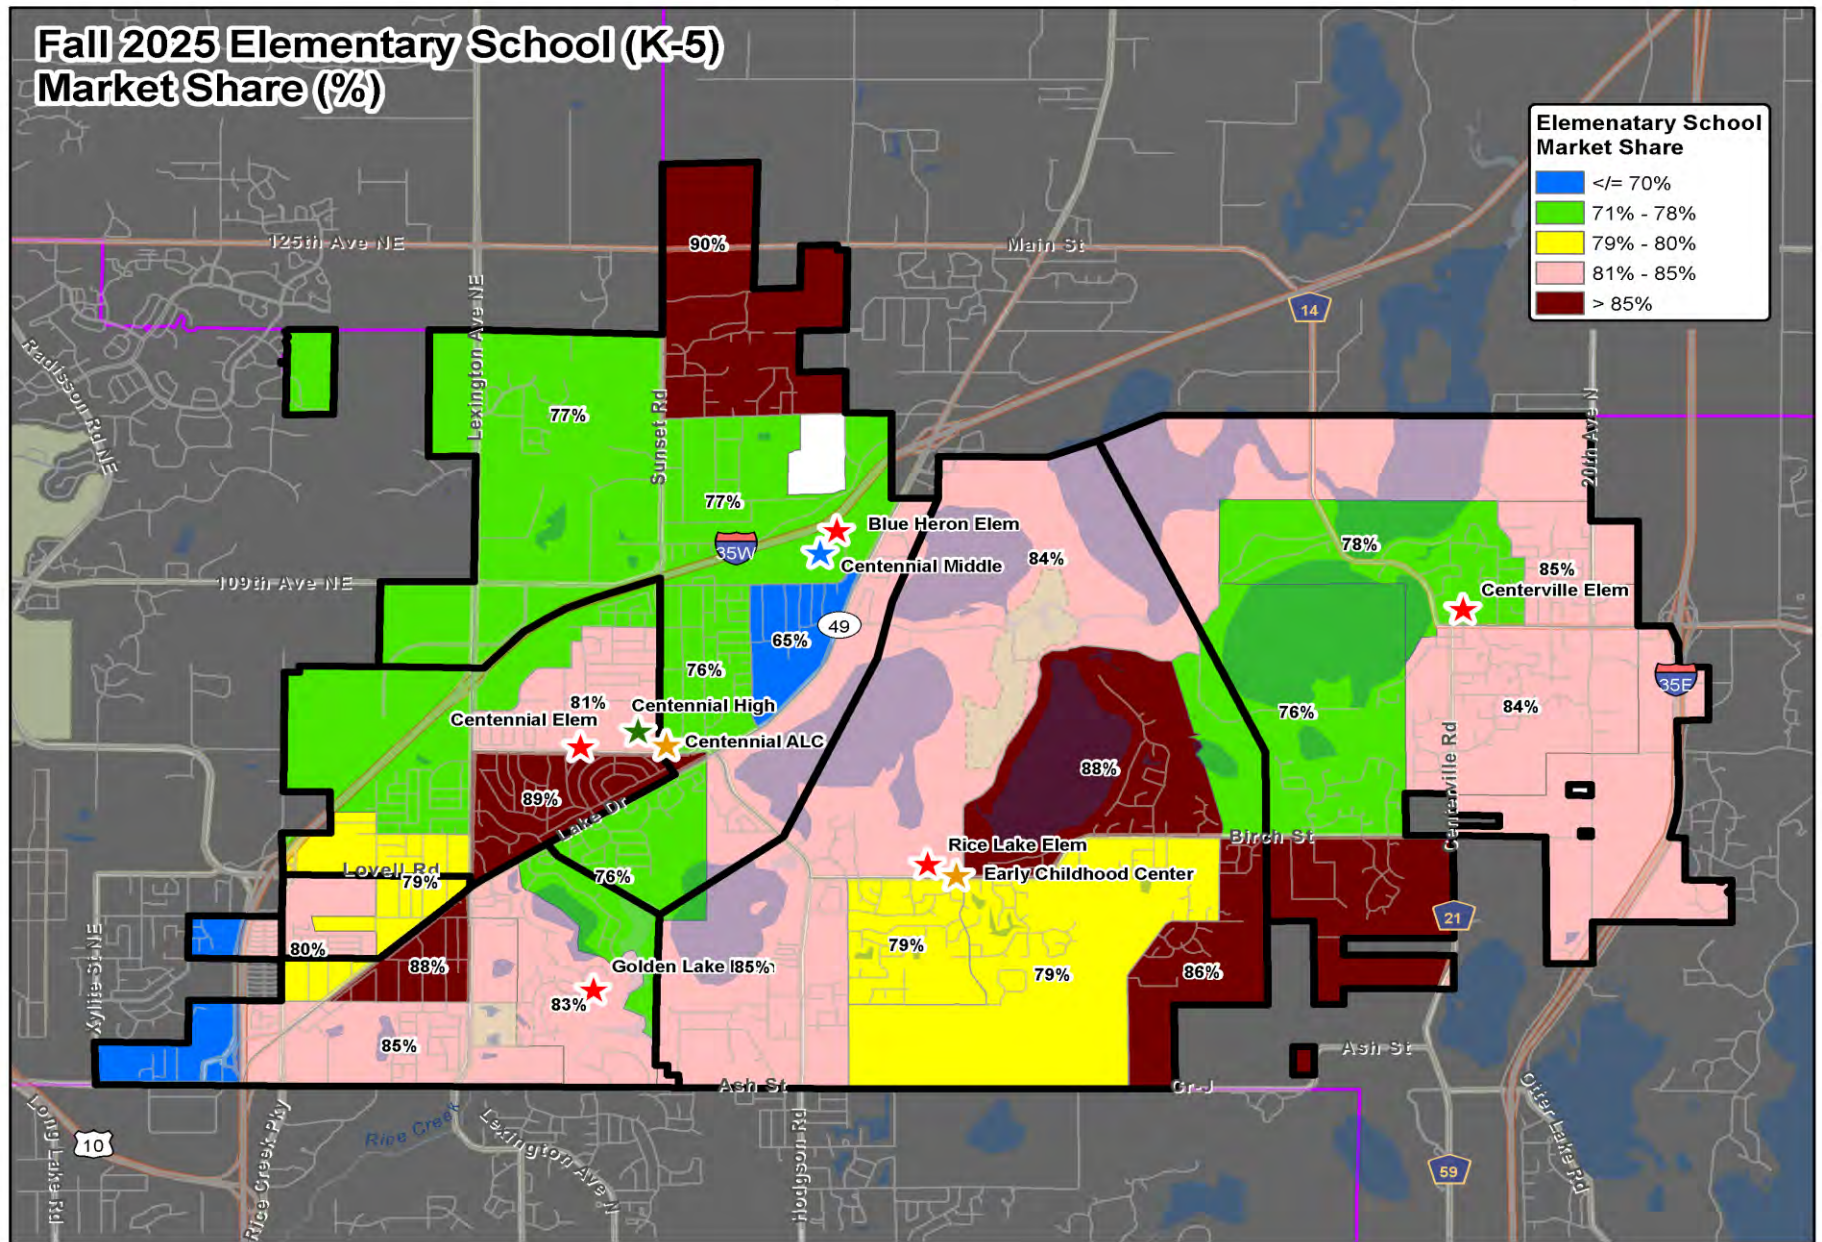 Fall 2025 Elementary School (K-5)
Market Share (%)
Elemenatary School
Market Share
</= 70%
71% - 78%
79% - 80%
81% - 85%
> 85%
125th Ave NE
90%
Main St
14
Radisson Rd NE
Lexington Ave NE
Sunset Rd
20th Ave N
77%
77%
35W
Blue Heron Elem
Centennial Middle
84%
78%
85%
Centerville Elem
109th Ave NE
65%
49
76%
81%
Centennial High
Centennial Elem
Centennial ALC
76%
84%
35E
88%
89%
Lake Dr
Centerville Rd
Birch St
Rice Lake Elem
Early Childhood Center
Lovell Rd
79%
76%
21
Xylite St NE
80%
88%
Golden Lake
85%
83%
79%
79%
86%
85%
Ash St
Ash St
Cr-J
Long Lake Rd
10
Rice Creek Pky
Rice Creek
Lexington Ave N
Hodgson Rd
59
Otter Lake Rd